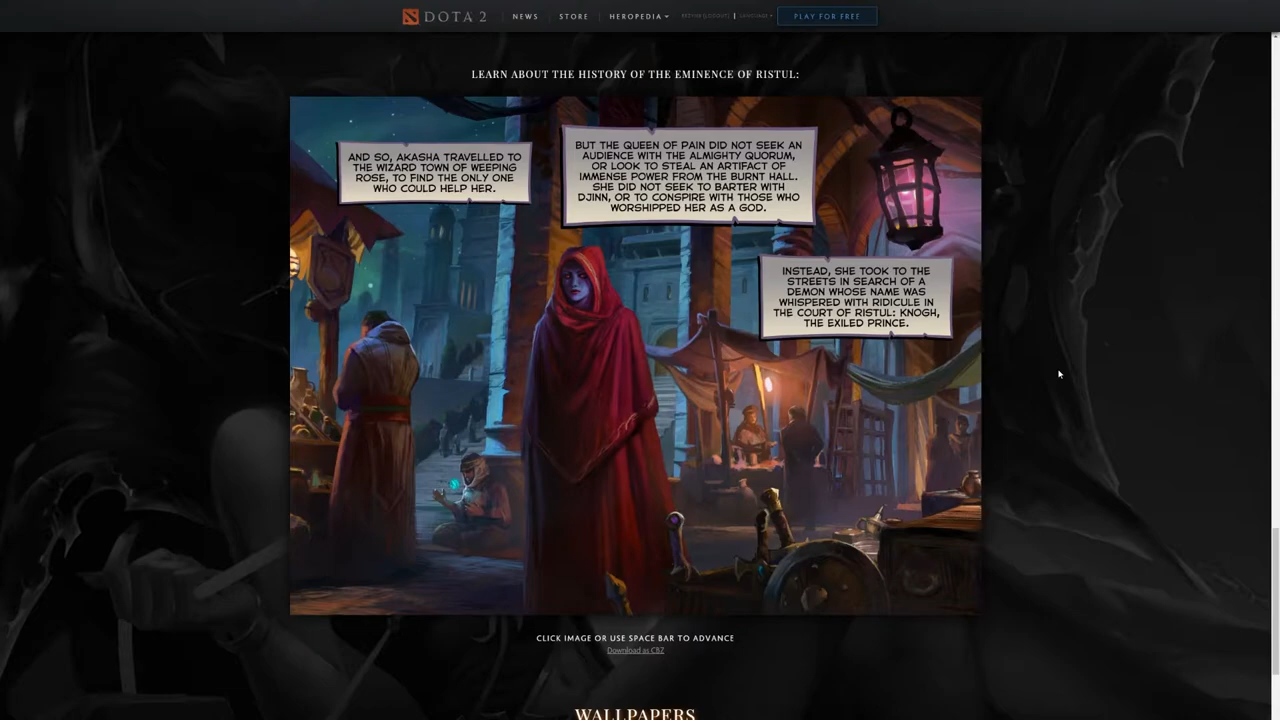 DOTA 2
NEWS
STORE
HEROPEDIA
PLAY FOR FREE
LEARN ABOUT THE HISTORY OF THE EMINENCE OF RISTUL:
AND SO, AKASHA TRAVELLED TO
THE WIZARD TOWN OF WEEPING
ROSE, TO FIND THE ONLY ONE
WHO COULD HELP HER.
BUT THE QUEEN OF PAIN DID NOT SEEK AN
AUDIENCE WITH THE ALMIGHTY QUORUM,
OR LOOK TO STEAL AN ARTIFACT OF
IMMENSE POWER FROM THE BURNT HALL.
SHE DID NOT SEEK TO BARTER WITH
DJINN, OR TO CONSPIRE WITH THOSE WHO
WORSHIPPED HER AS A GOD.
INSTEAD, SHE TOOK TO THE
STREETS IN SEARCH OF A
DEMON WHOSE NAME WAS
WHISPERED WITH RIDICULE IN
THE COURT OF RISTUL: KNOGH,
THE EXILED PRINCE.
CLICK IMAGE OR USE SPACE BAR TO ADVANCE
Download as CBZ
WALLPAPERS